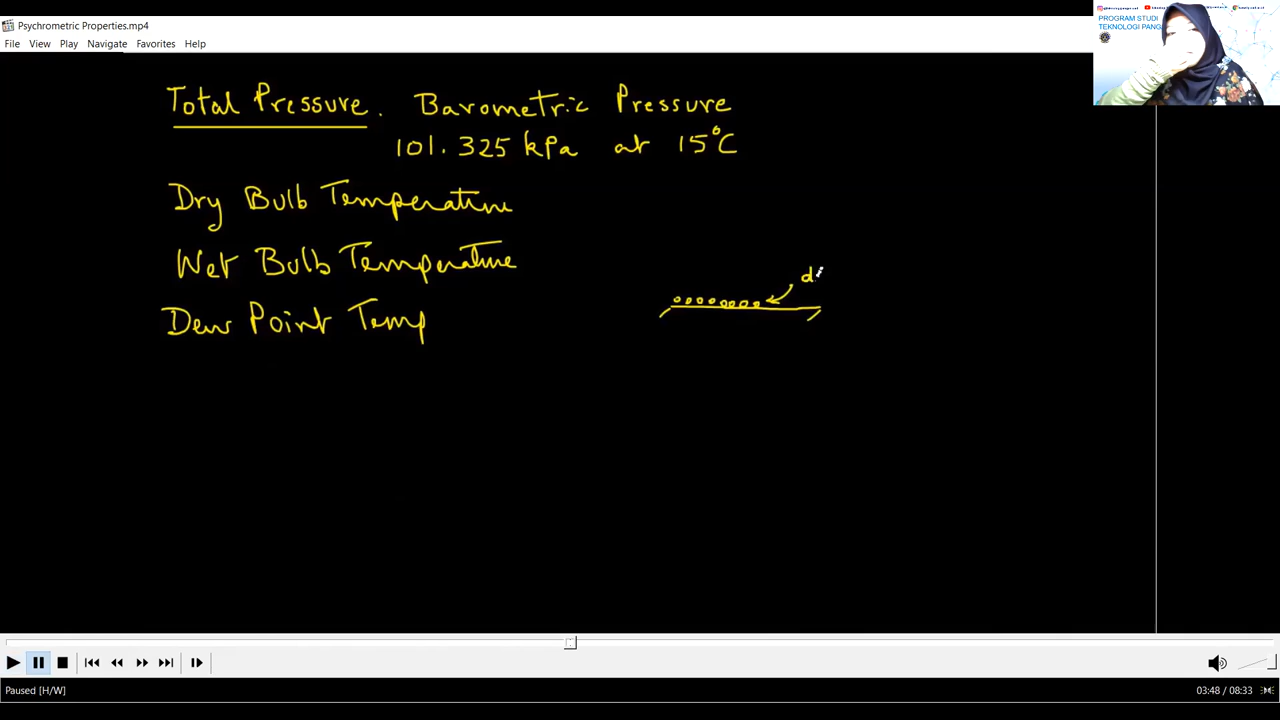 Psychrometric Properties.mp4
File View Play Navigate Favorites Help
PROGRAM STUDI
TEKNOLOGI PANG
Total Pressure. Barometric Pressure
101.325 kPa at 15°C
Dry Bulb Temperature
Wet Bulb Temperature
Dew Point Temp
Paused [H/W]
03:48 / 08:33